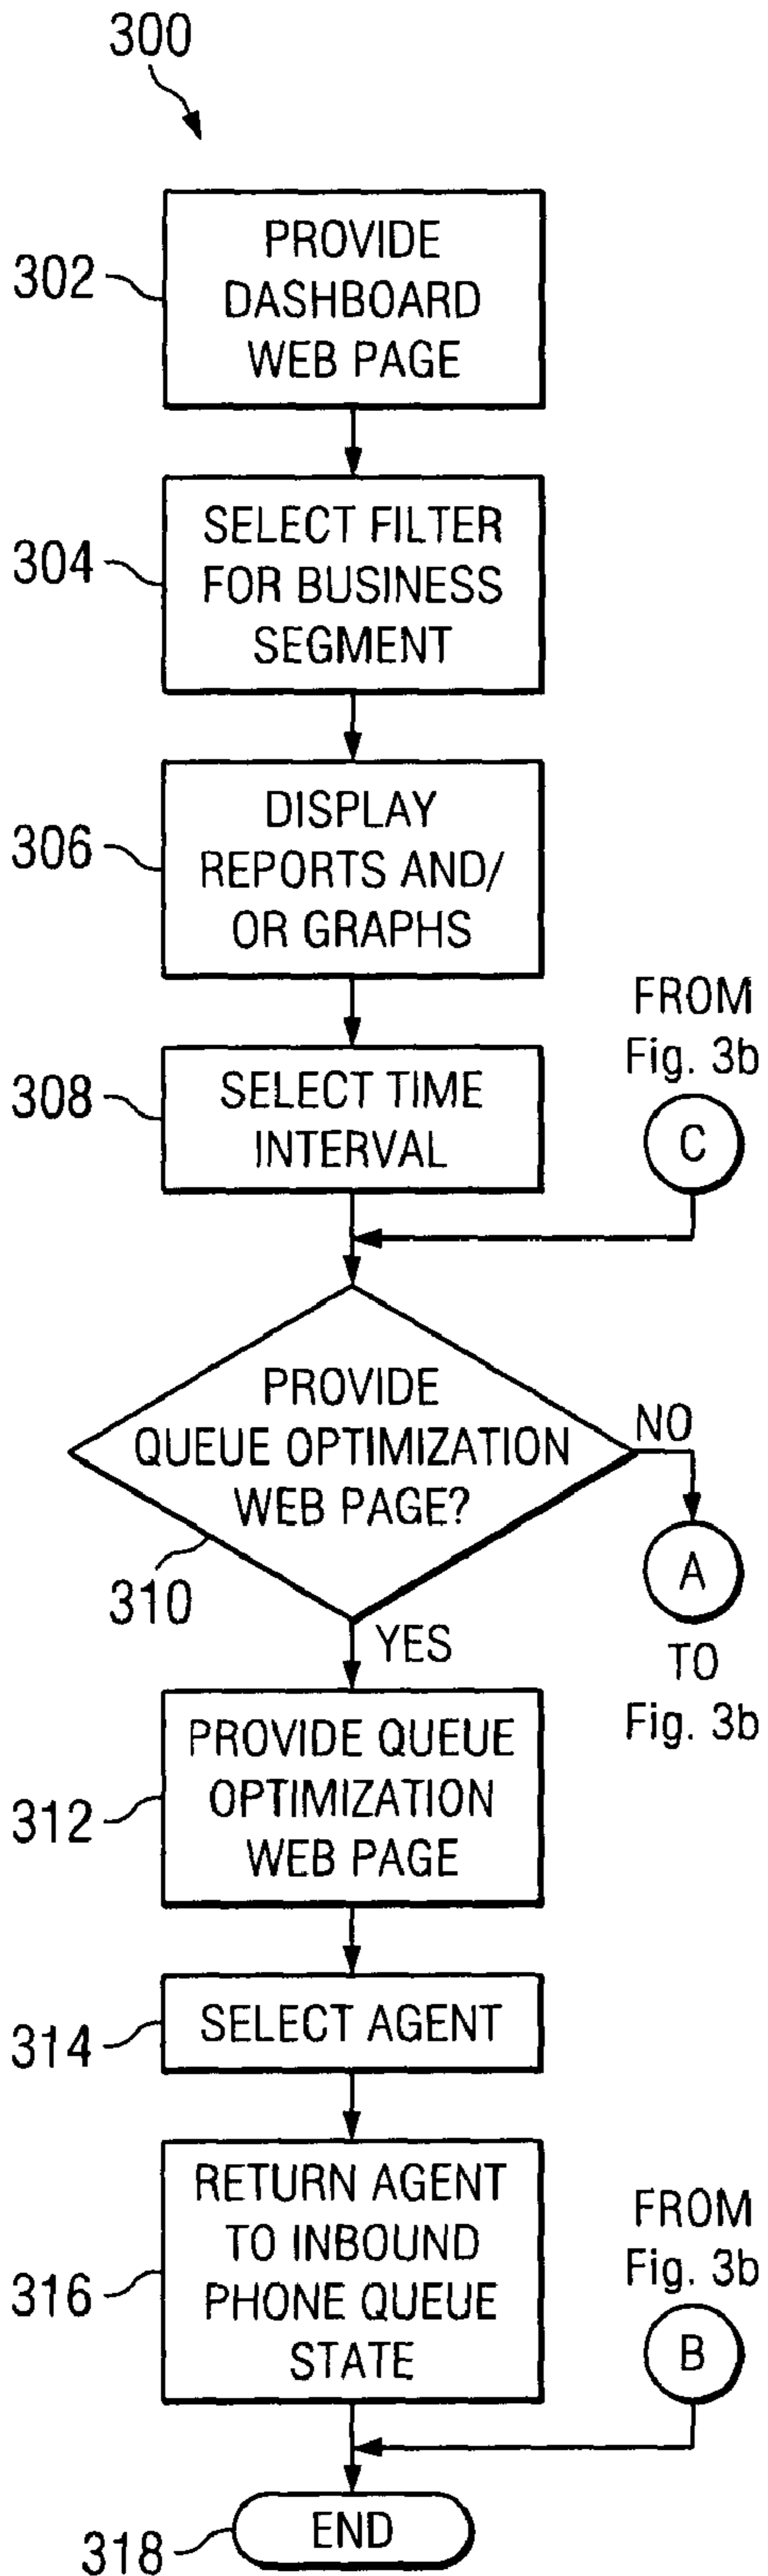 300
302
PROVIDE
DASHBOARD
WEB PAGE
304
SELECT FILTER
FOR BUSINESS
SEGMENT
306
DISPLAY
REPORTS AND/
OR GRAPHS
308
SELECT TIME
INTERVAL
FROM
Fig. 3b
C
PROVIDE
QUEUE OPTIMIZATION
WEB PAGE?
310
NO
A
TO
Fig. 3b
YES
312
PROVIDE QUEUE
OPTIMIZATION
WEB PAGE
314
SELECT AGENT
316
RETURN AGENT
TO INBOUND
PHONE QUEUE
STATE
FROM
Fig. 3b
B
318
END